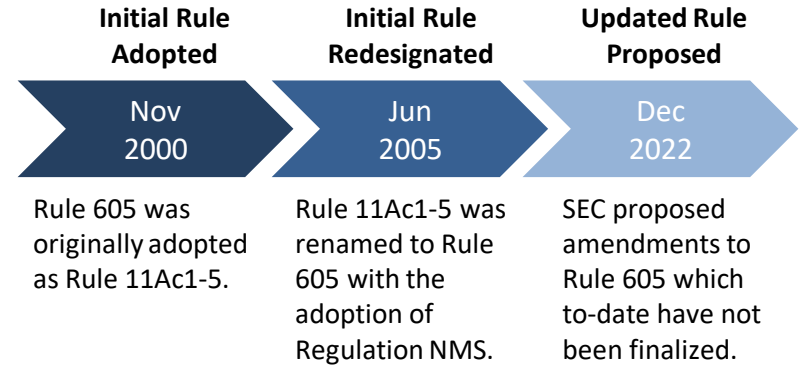 Initial Rule
Adopted
Initial Rule
Redesignated
Updated Rule
Proposed
Nov
2000
Jun
2005
Dec
2022
Rule 605 was
originally adopted
as Rule 11Ac1-5.
Rule 11Ac1-5 was
renamed to Rule
605 with the
adoption of
Regulation NMS.
SEC proposed
amendments to
Rule 605 which
to-date have not
been finalized.